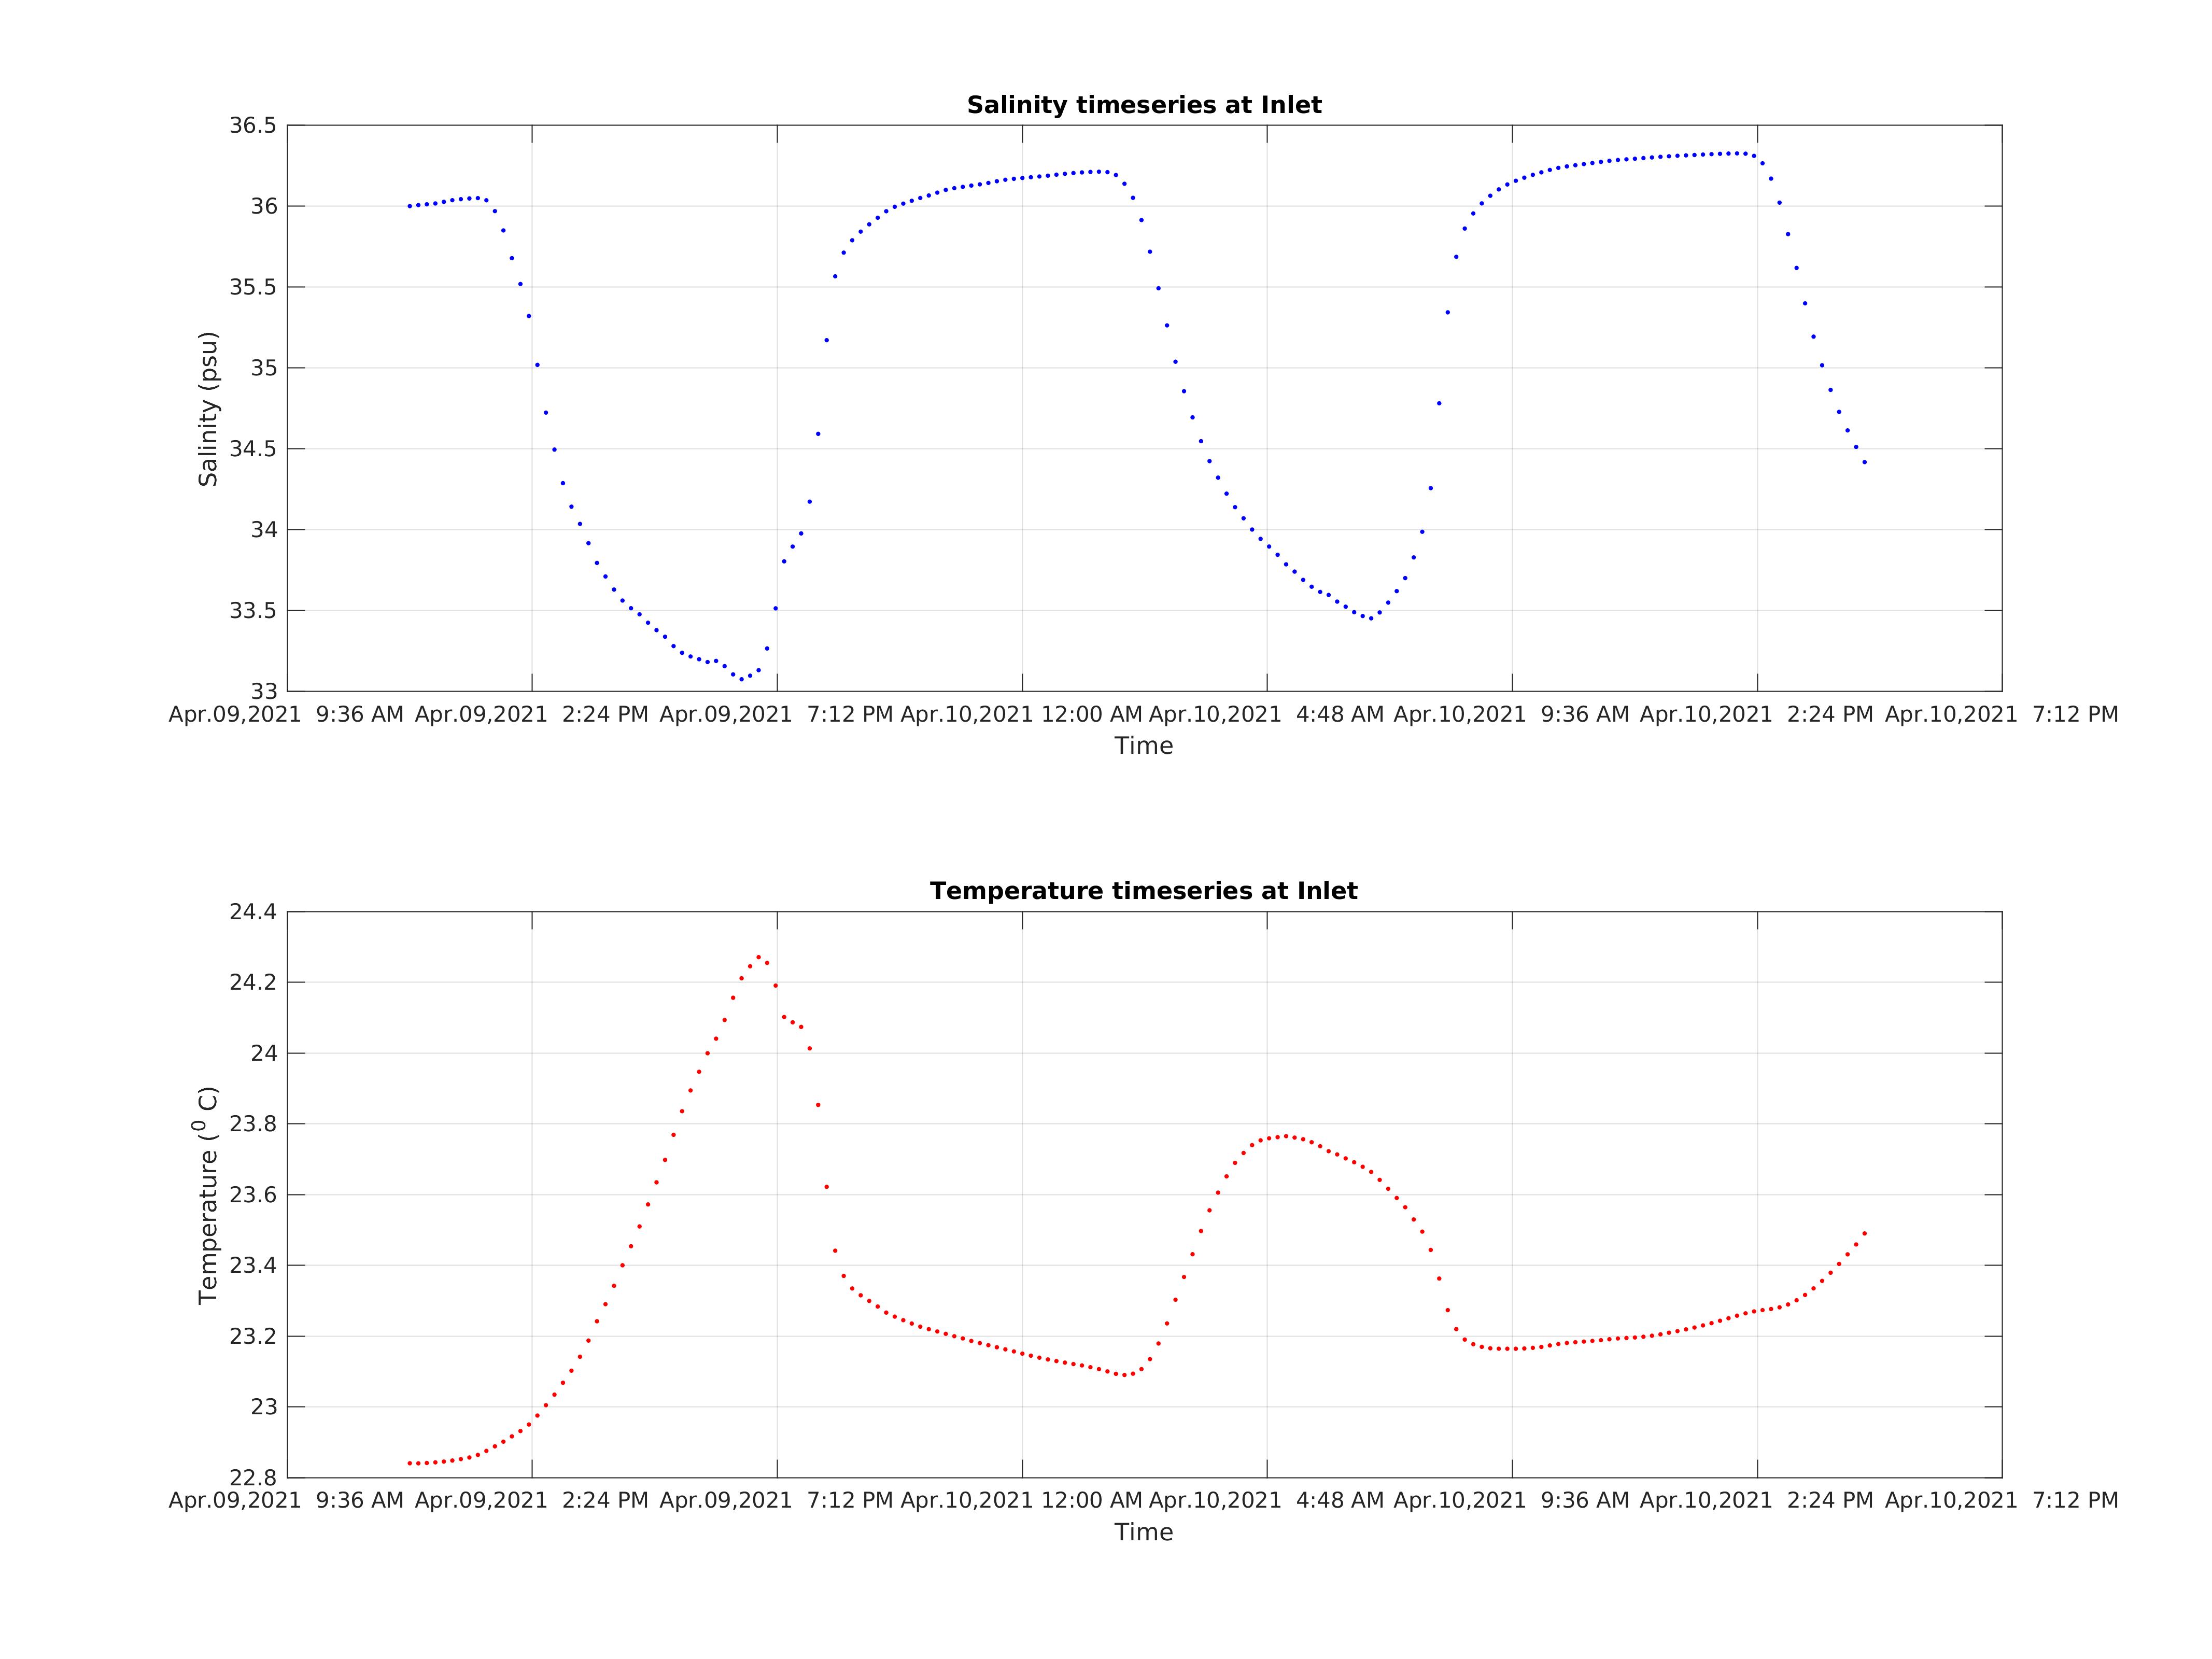 Salinity timeseries at Inlet
36.5
36
35.5
35
34.5
34
33.5
33
Salinity (psu)
Apr.09,2021  9:36 AM Apr.09,2021  2:24 PM Apr.09,2021  7:12 PM Apr.10,2021 12:00 AM Apr.10,2021  4:48 AM Apr.10,2021  9:36 AM Apr.10,2021  2:24 PM Apr.10,2021  7:12 PM
Time
Temperature timeseries at Inlet
24.4
24.2
24
23.8
23.6
23.4
23.2
23
22.8
Temperature (⁰ C)
Apr.09,2021  9:36 AM Apr.09,2021  2:24 PM Apr.09,2021  7:12 PM Apr.10,2021 12:00 AM Apr.10,2021  4:48 AM Apr.10,2021  9:36 AM Apr.10,2021  2:24 PM Apr.10,2021  7:12 PM
Time